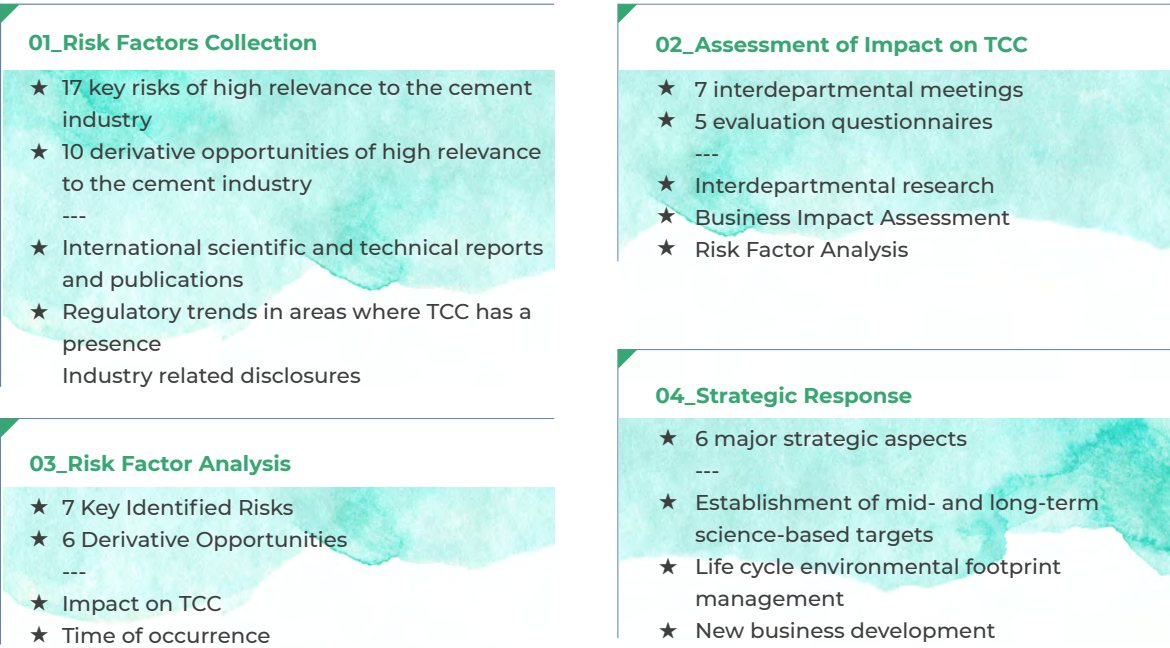 01_Risk Factors Collection
★ 17 key risks of high relevance to the cement
industry
★ 10 derivative opportunities of high relevance
to the cement industry
---
★ International scientific and technical reports
and publications
★ Regulatory trends in areas where TCC has a
presence
Industry related disclosures
02_Assessment of Impact on TCC
★ 7 interdepartmental meetings
★ 5 evaluation questionnaires
---
★ Interdepartmental research
★ Business Impact Assessment
★ Risk Factor Analysis
03_Risk Factor Analysis
★ 7 Key Identified Risks
★ 6 Derivative Opportunities
---
★ Impact on TCC
★ Time of occurrence
04_Strategic Response
★ 6 major strategic aspects
---
★ Establishment of mid- and long-term
science-based targets
★ Life cycle environmental footprint
management
★ New business development